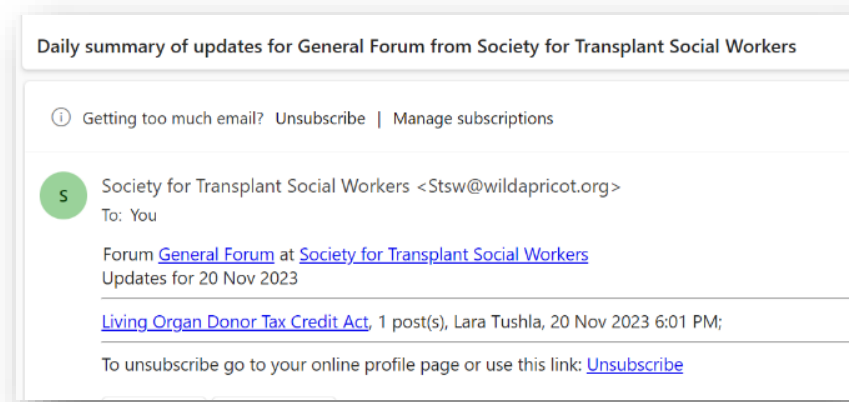 Daily summary of updates for General Forum from Society for Transplant Social Workers
Getting too much email? Unsubscribe | Manage subscriptions
S
Society for Transplant Social Workers <Stsw@wildapricot.org>
To: You
Forum General Forum at Society for Transplant Social Workers
Updates for 20 Nov 2023
Living Organ Donor Tax Credit Act, 1 post(s), Lara Tushla, 20 Nov 2023 6:01 PM;
To unsubscribe go to your online profile page or use this link: Unsubscribe